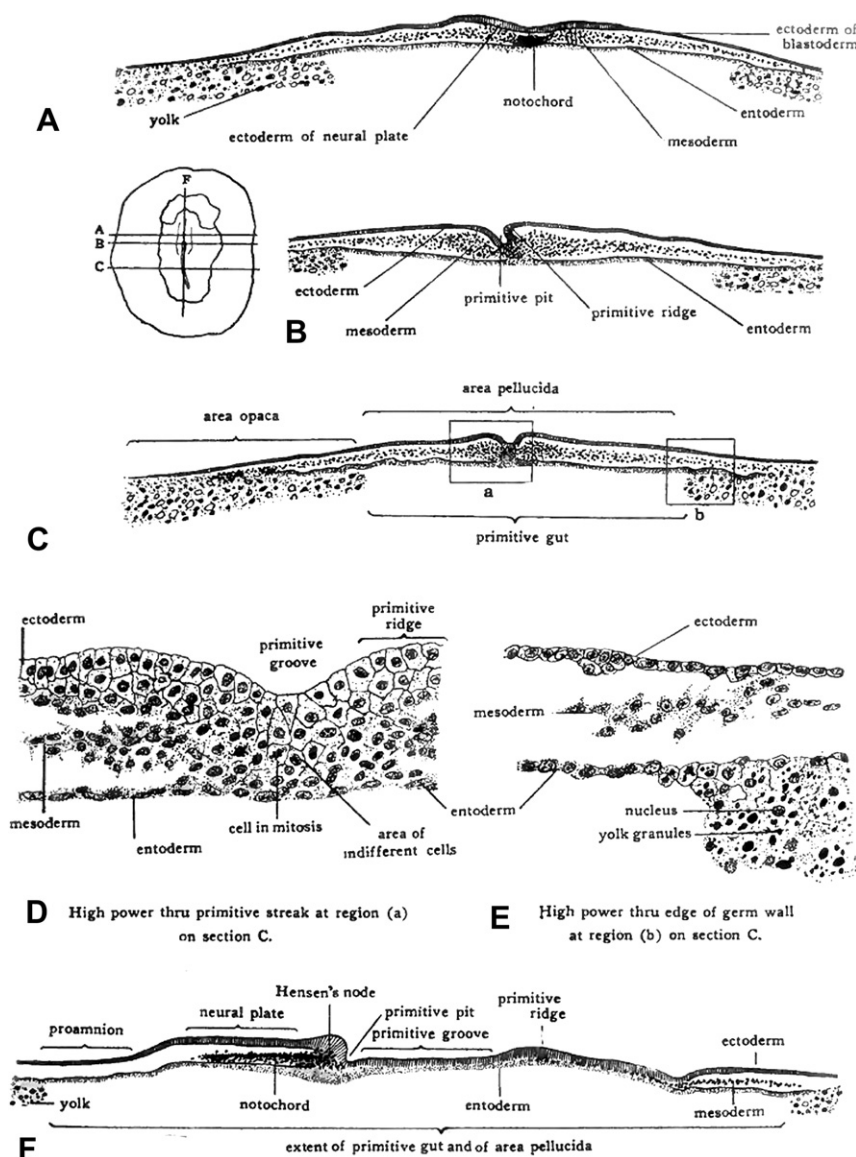 ectoderm of
blastoderm
notochord
entoderm
A
yolk
ectoderm of neural plate
mesoderm
F
A
B
C
ectoderm
primitive pit
primitive ridge
B
mesoderm
entoderm
area pellucida
area opaca
a
b
C
primitive gut
ectoderm
primitive
ridge
primitive
groove
ectoderm
mesoderm
mesoderm
entoderm
cell in mitosis
area of
indifferent cells
entoderm
nucleus
yolk granules
D High power thru primitive streak at region (a)
on section C.
E High power thru edge of germ wall
at region (b) on section C.
Hensen's node
neural plate
proamnion
primitive pit
primitive groove
primitive
ridge
ectoderm
yolk
notochord
entoderm
mesoderm
F
extent of primitive gut and of area pellucida